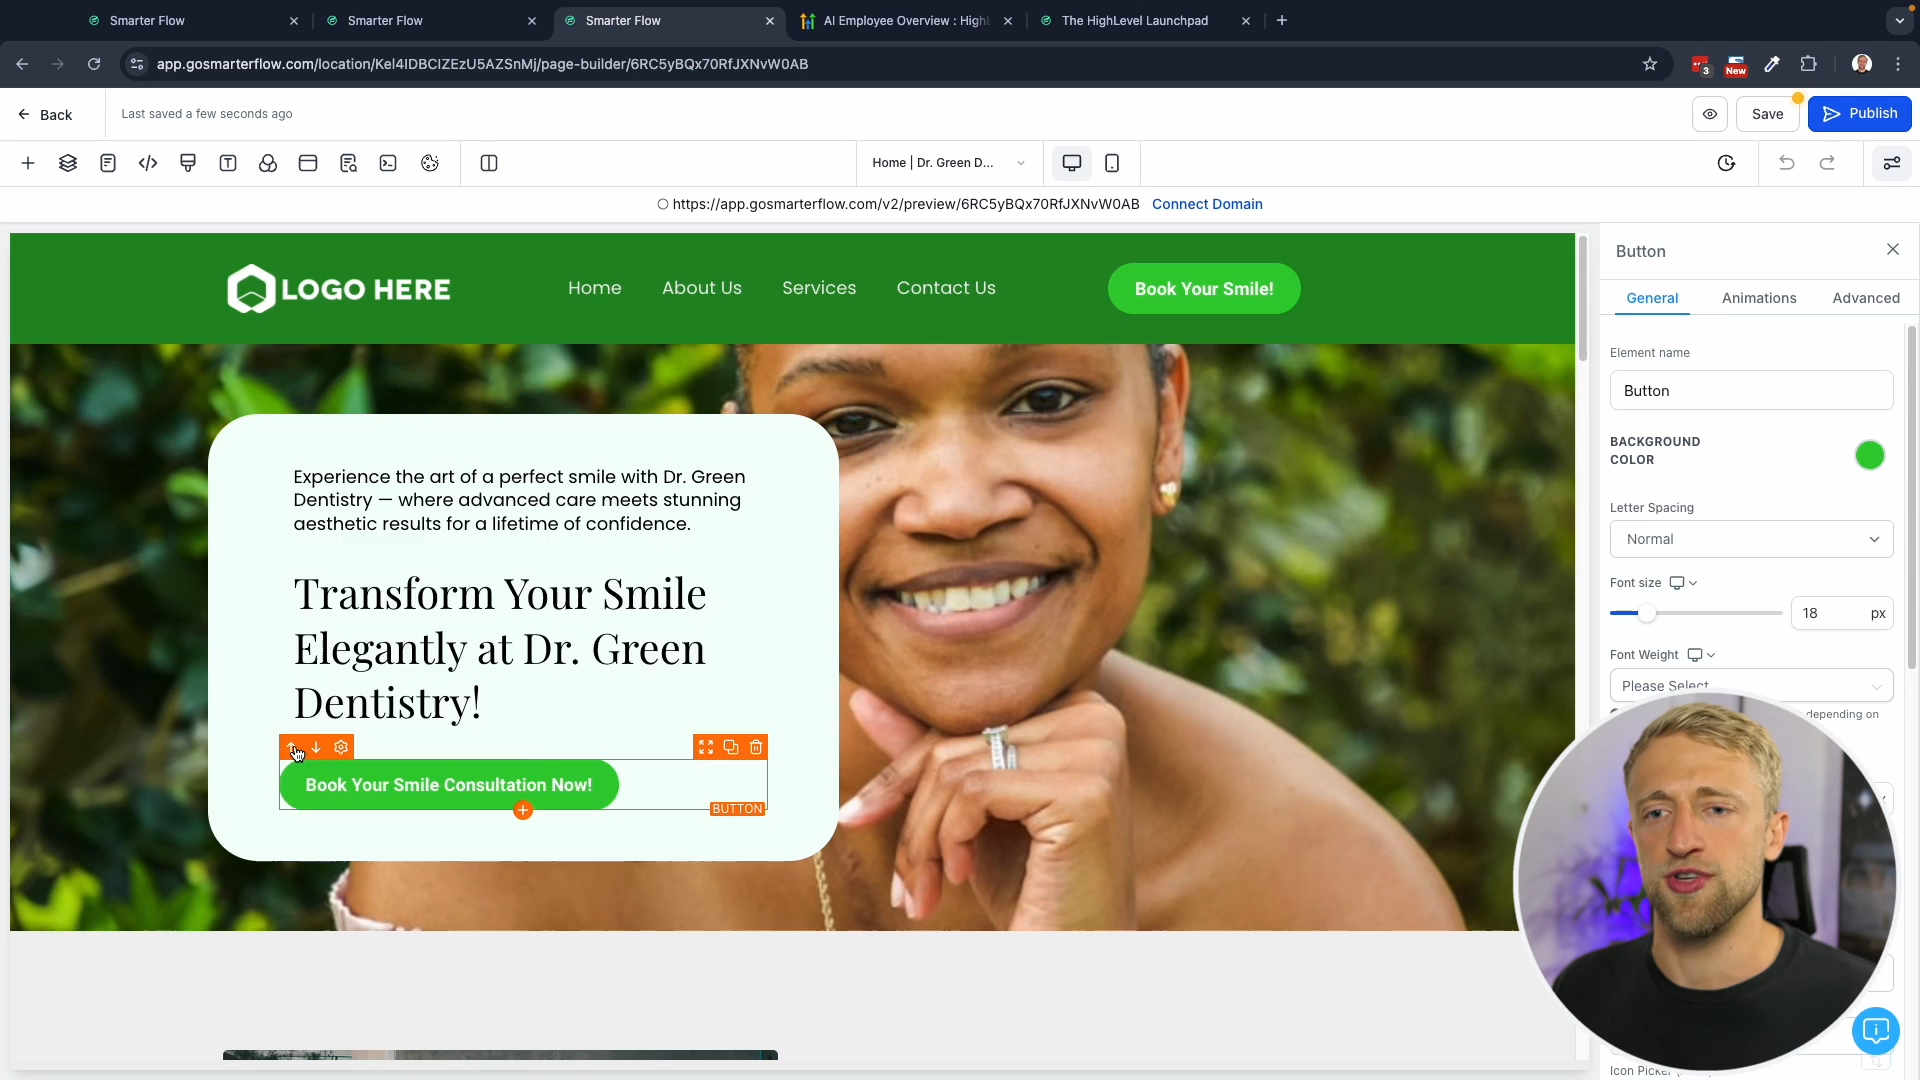 Smarter Flow
Smarter Flow
Smarter Flow
AI Employee Overview : High
The HighLevel Launchpad
app.gosmarterflow.com/location/Kel4IDBCIZEzU5AZSnMj/page-builder/6RC5yBQx70RfJXNvW0AB
3
New
Back
Last saved a few seconds ago
Save
Publish
Home | Dr. Green D...
https://app.gosmarterflow.com/v2/preview/6RC5yBQx70RfJXNvW0AB Connect Domain
LOGO HERE
Home
About Us
Services
Contact Us
Book Your Smile!
Experience the art of a perfect smile with Dr. Green
Dentistry — where advanced care meets stunning
aesthetic results for a lifetime of confidence.
Transform Your Smile
Elegantly at Dr. Green
Dentistry!
Book Your Smile Consultation Now!
BUTTON
Button
General
Animations
Advanced
Element name
Button
BACKGROUND
COLOR
Letter Spacing
Normal
Font size
18 px
Font Weight
Please Select
depending on
Icon Picker